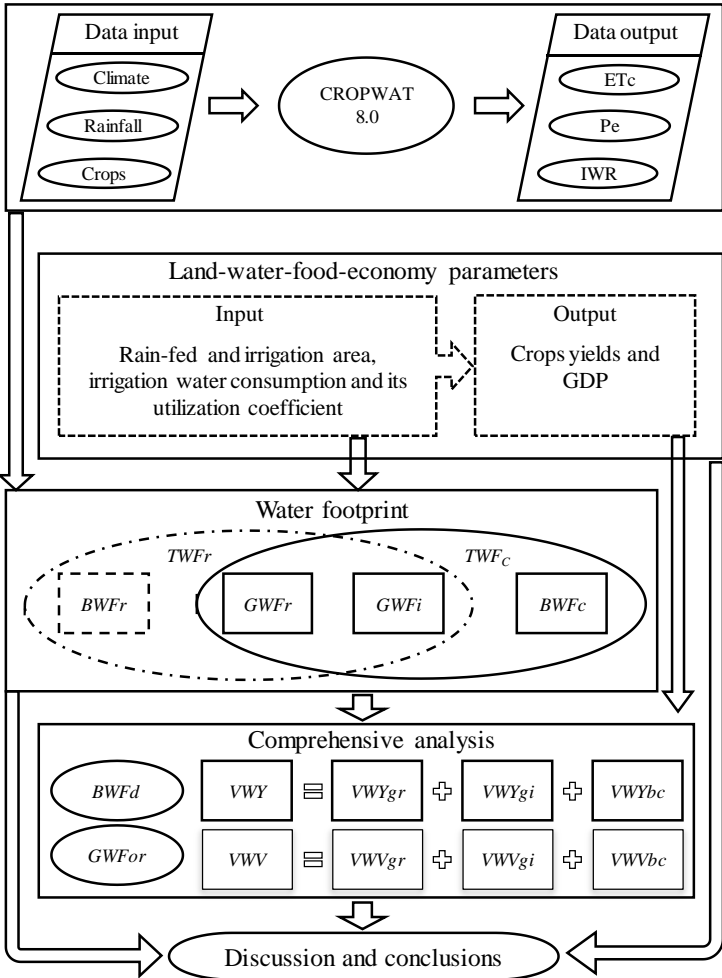 Data input
Climate
Rainfall
Crops
CROPWAT
8.0
Data output
ETc
Pe
IWR
Land-water-food-economy parameters
Input
Rain-fed and irrigation area,
irrigation water consumption and its
utilization coefficient
Output
Crops yields and
GDP
Water footprint
TWFr
TWFC
BWFr
GWFr
GWFi
BWFc
Comprehensive analysis
BWFd
VWY = VWYgr + VWYgi + VWYbc
GWFor
VWV = VWVgr + VWVgi + VWVbc
Discussion and conclusions